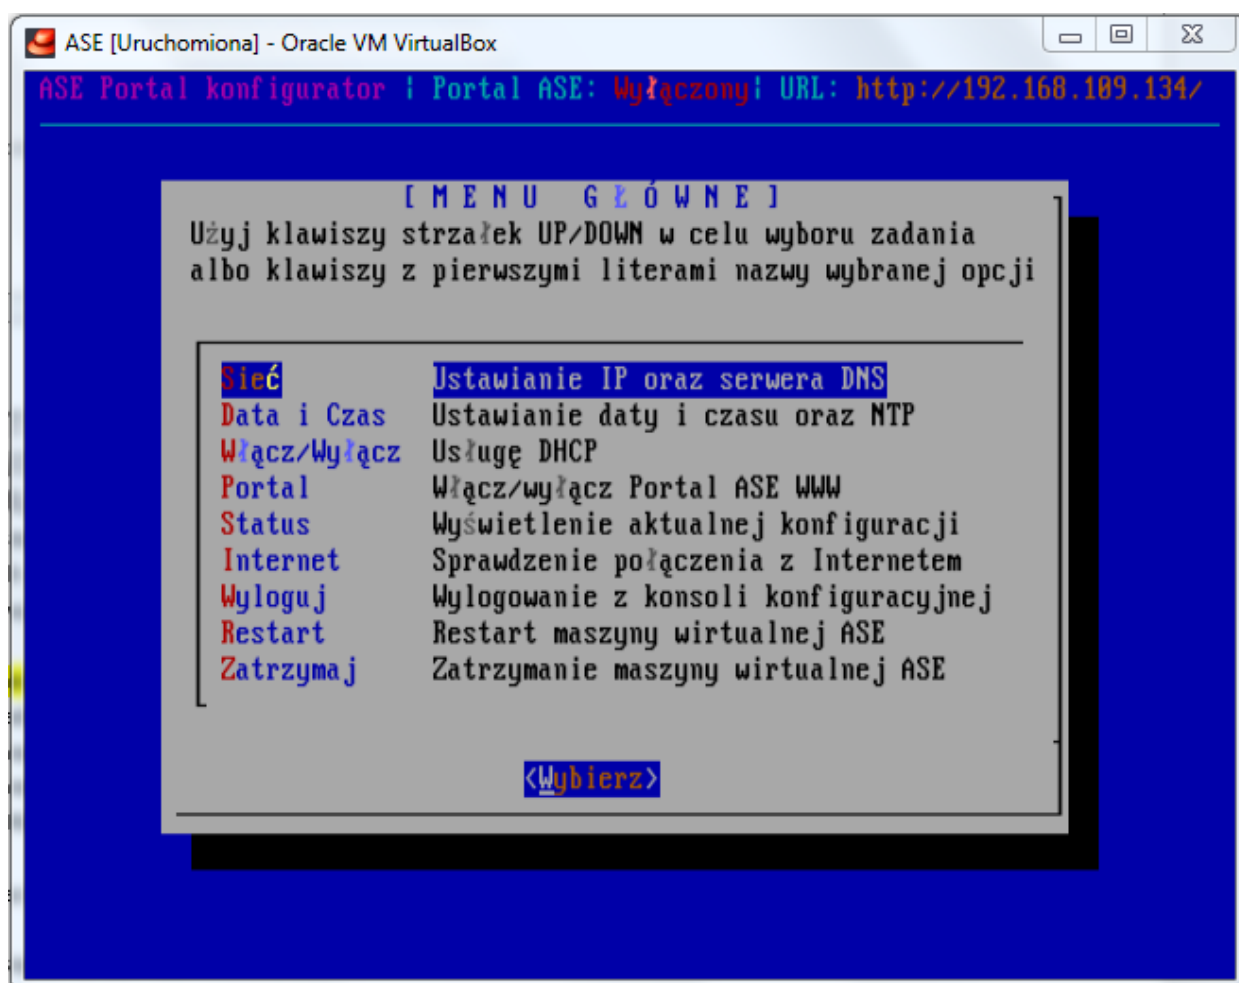 ASE [Uruchomiona] - Oracle VM VirtualBox
ASE Portal konfigurator | Portal ASE: Wyłączony| URL: http://192.168.109.134/
[ M E N U   G Ł Ó W N E ]
Użyj klawiszy strzałek UP/DOWN w celu wyboru zadania
albo klawiszy z pierwszymi literami nazwy wybranej opcji
Sieć Ustawianie IP oraz serwera DNS
Data i Czas Ustawianie daty i czasu oraz NTP
Włącz/Wyłącz Usługę DHCP
Portal Włącz/wyłącz Portal ASE WWW
Status Wyświetlenie aktualnej konfiguracji
Internet Sprawdzenie połączenia z Internetem
Wyloguj Wylogowanie z konsoli konfiguracyjnej
Restart Restart maszyny wirtualnej ASE
Zatrzymaj Zatrzymanie maszyny wirtualnej ASE
<Wybierz>